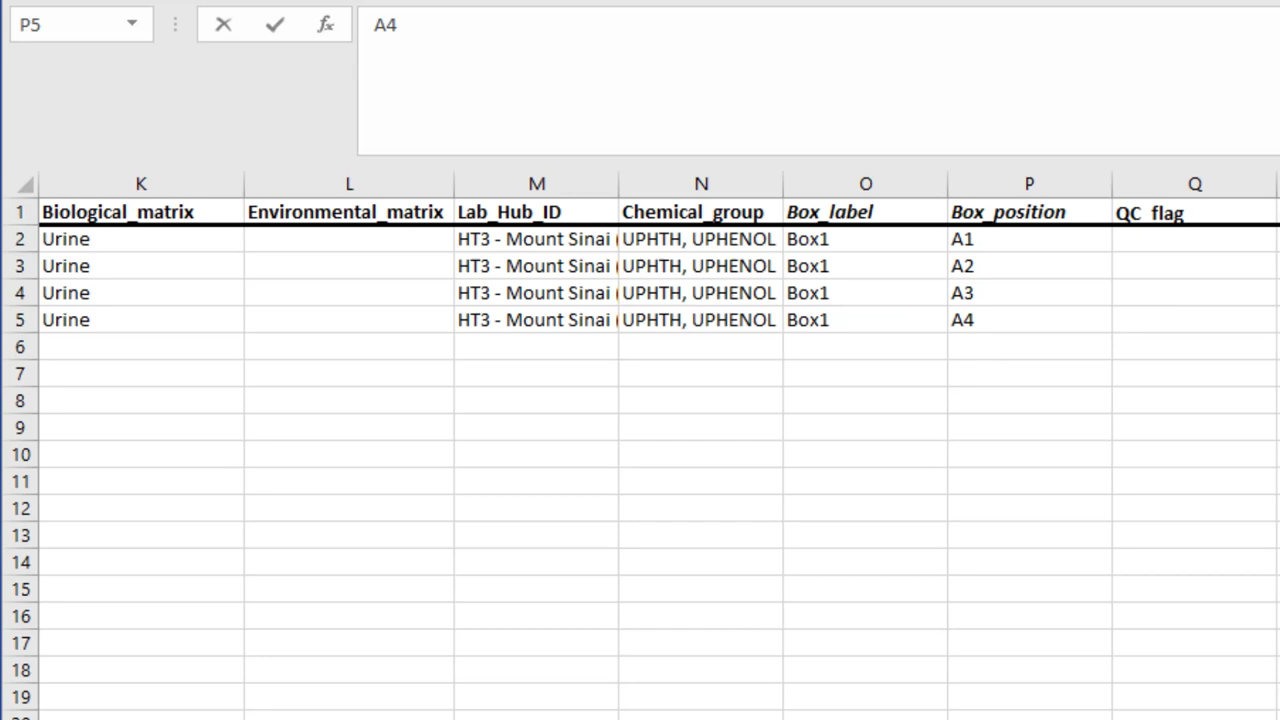 P5 fx A4
K L M N O P Q
1 Biological_matrix Environmental_matrix Lab_Hub_ID Chemical_group Box_label Box_position QC_flag
2 Urine HT3 - Mount Sinai ( UPHTH, UPHENOL Box1 A1
3 Urine HT3 - Mount Sinai ( UPHTH, UPHENOL Box1 A2
4 Urine HT3 - Mount Sinai ( UPHTH, UPHENOL Box1 A3
5 Urine HT3 - Mount Sinai ( UPHTH, UPHENOL Box1 A4
6
7
8
9
10
11
12
13
14
15
16
17
18
19